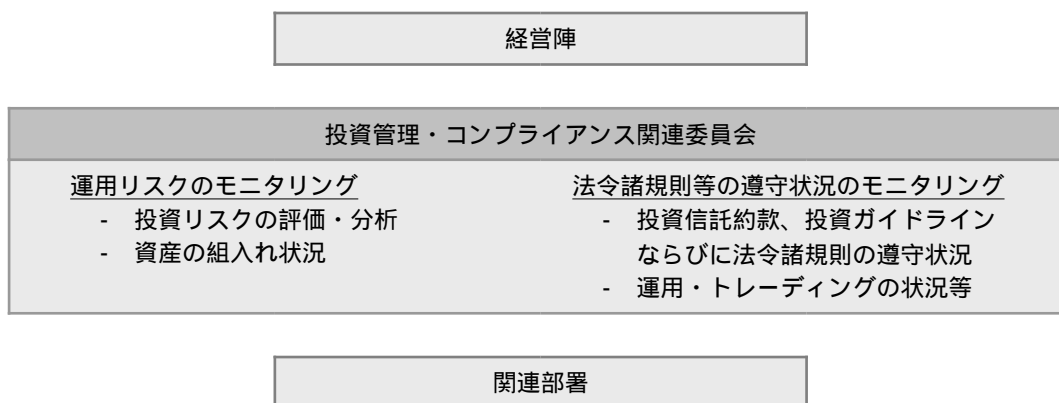 経営陣
投資管理・コンプライアンス関連委員会
運用リスクのモニタリング
- 投資リスクの評価・分析
- 資産の組入れ状況
法令諸規則等の遵守状況のモニタリング
- 投資信託約款、投資ガイドライン
ならびに法令諸規則の遵守状況
- 運用・トレーディングの状況等
関連部署